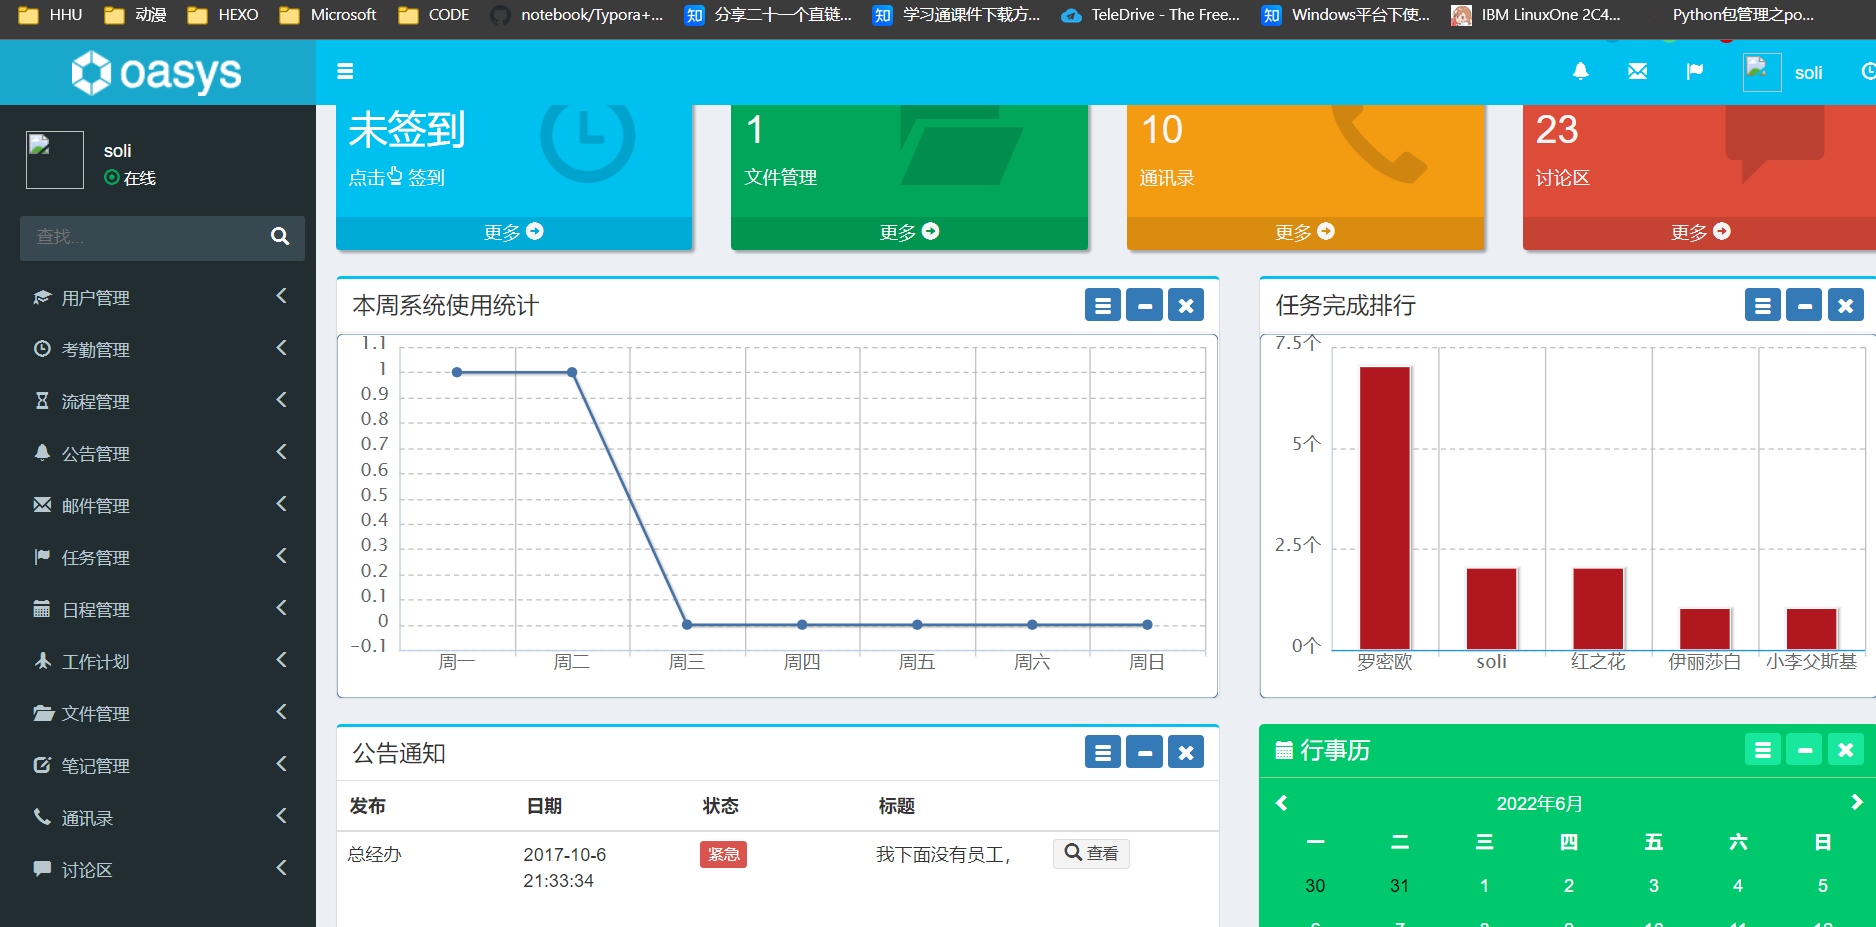 HHU 动漫 HEXO Microsoft CODE notebook/Typora+... 分享二十一个直链... 学习通课件下载方... TeleDrive - The Free... Windows平台下使... IBM LinuxOne 2C4... Python包管理之po...
知 知 知
oasys
soli
soli
在线
查找...
用户管理
考勤管理
流程管理
公告管理
邮件管理
任务管理
日程管理
工作计划
文件管理
笔记管理
通讯录
讨论区
未签到
点击 签到
更多
1
文件管理
更多
10
通讯录
更多
23
讨论区
更多
本周系统使用统计
1.1
1
0.9
0.8
0.7
0.6
0.5
0.4
0.3
0.2
0.1
0
-0.1
周一 周二 周三 周四 周五 周六 周日
任务完成排行
7.5个
5个
2.5个
0个
罗密欧 soli 红之花 伊丽莎白 小李父斯基
公告通知
发布 日期 状态 标题
总经办 2017-10-6 紧急 我下面没有员工, 查看
21:33:34
行事历
2022年6月
一 二 三 四 五 六 日
30 31 1 2 3 4 5